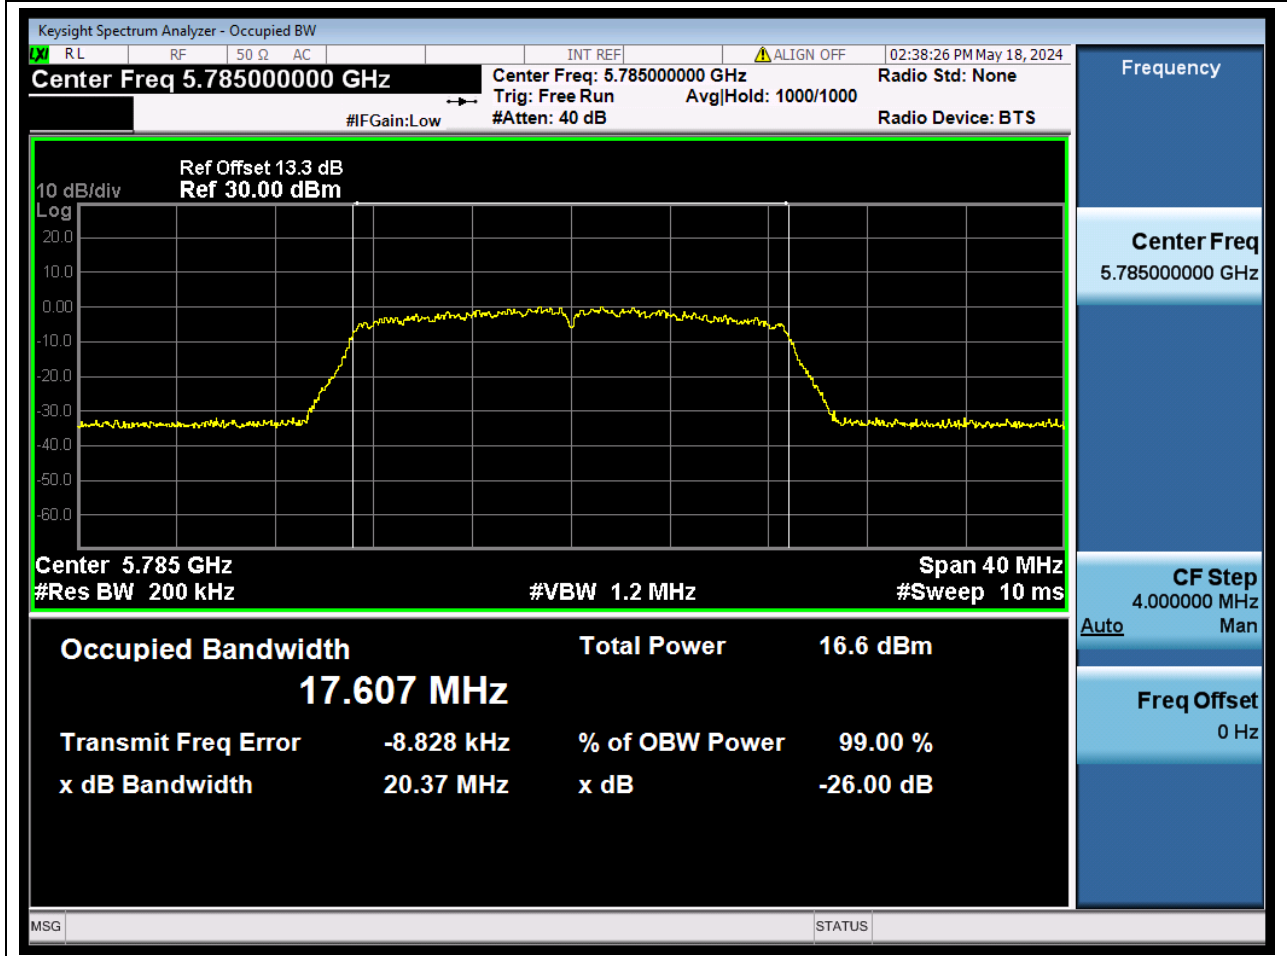 Keysight Spectrum Analyzer - Occupied BW
LXI RL RF 50 Ω AC INT REF ALIGN OFF 02:38:26 PM May 18, 2024
Center Freq 5.785000000 GHz
Center Freq: 5.785000000 GHz
Radio Std: None
Trig: Free Run Avg|Hold: 1000/1000
#IFGain:Low
#Atten: 40 dB
Radio Device: BTS
Ref Offset 13.3 dB
10 dB/div Ref 30.00 dBm
Log
20.0
10.0
0.00
-10.0
-20.0
-30.0
-40.0
-50.0
-60.0
Center 5.785 GHz Span 40 MHz
#Res BW 200 kHz #VBW 1.2 MHz #Sweep 10 ms
Occupied Bandwidth Total Power 16.6 dBm
17.607 MHz
Transmit Freq Error -8.828 kHz % of OBW Power 99.00 %
x dB Bandwidth 20.37 MHz x dB -26.00 dB
Frequency
Center Freq
5.785000000 GHz
CF Step
4.000000 MHz
Auto Man
Freq Offset
0 Hz
MSG STATUS